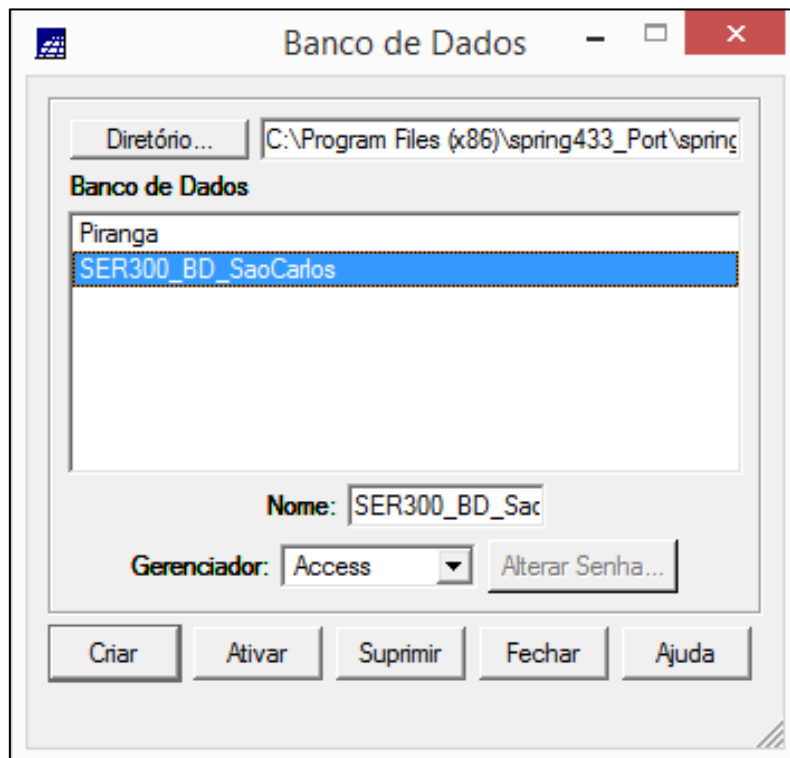 Banco de Dados
Diretório... C:\Program Files (x86)\spring433_Port\spring
Banco de Dados
Piranga
SER300_BD_SaoCarlos
Nome: SER300_BD_Sac
Gerenciador: Access Alterar Senha...
Criar Ativar Suprimir Fechar Ajuda